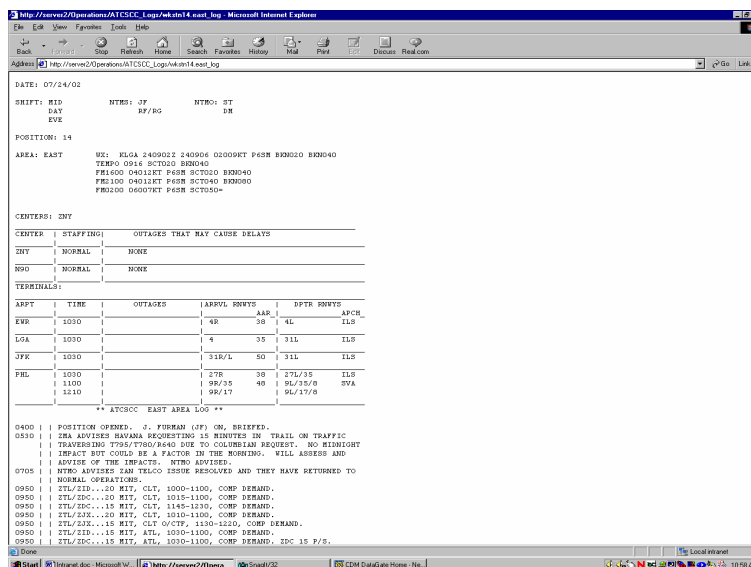 http://server2/Operations/ATCSCC_Logs/wkstn14.east_log - Microsoft Internet Explorer
File Edit View Favorites Tools Help
Back Forward Stop Refresh Home Search Favorites History Mail Print Edit Discuss Real.com
Address http://server2/Operations/ATCSCC_Logs/wkstn14.east_log Go Link
DATE: 07/24/02
SHIFT: MID NTMS: JF NTMO: ST
DAY RF/RG DM
EVE
POSITION: 14
AREA: EAST WX: KLGA 240902Z 240906 02009KT P6SM BKN020 BKN040
TEMPO 0916 SCT020 BKN040
FM1600 04012KT P6SM SCT020 BKN040
FM2100 04012KT P6SM SCT040 BKN080
FM0200 06007KT P6SM SCT050=
CENTERS: ZNY
CENTER | STAFFING| OUTAGES THAT MAY CAUSE DELAYS
ZNY | NORMAL | NONE
N90 | NORMAL | NONE
TERMINALS:
ARPT | TIME | OUTAGES |ARRVL RNWYS | DPTR RNWYS
AAR APCH
EWR | 1030 | | 4R 38 | 4L ILS
LGA | 1030 | | 4 35 | 31L ILS
JFK | 1030 | | 31R/L 50 | 31L ILS
PHL | 1030 | | 27R 38 | 27L/35 ILS
| 1100 | | 9R/35 48 | 9L/35/8 SVA
| 1210 | | 9R/17 | 9L/17/8
** ATCSCC EAST AREA LOG **
0400 | | POSITION OPENED. J. FURMAN (JF) ON, BRIEFED.
0530 | | ZMA ADVISES HAVANA REQUESTING 15 MINUTES IN TRAIL ON TRAFFIC
| | TRAVERSING T795/T780/R640 DUE TO COLUMBIAN REQUEST. NO MIDNIGHT
| | IMPACT BUT COULD BE A FACTOR IN THE MORNING. WILL ASSESS AND
| | ADVISE OF THE IMPACTS. NTMO ADVISED.
0705 | | NTMO ADVISES ZAN TELCO ISSUE RESOLVED AND THEY HAVE RETURNED TO
| | NORMAL OPERATIONS.
0950 | | ZTL/ZID...20 MIT, CLT, 1000-1100, COMP DEMAND.
0950 | | ZTL/ZDC...20 MIT, CLT, 1015-1100, COMP DEMAND.
0950 | | ZTL/ZDC...15 MIT, CLT, 1145-1230, COMP DEMAND.
0950 | | ZTL/ZJX...20 MIT, CLT, 1010-1100, COMP DEMAND.
0950 | | ZTL/ZJX...15 MIT, CLT O/CTF, 1130-1220, COMP DEMAND.
0950 | | ZTL/ZID...15 MIT, ATL, 1030-1100, COMP DEMAND.
0950 | | ZTL/ZDC...15 MIT, ATL, 1030-1100, COMP DEMAND. ZDC 15 P/S.
Done Local intranet
Start Intranet.doc - Microsoft W... http://server2/Opera... SnagIt/32 CDM DataGate Home - Ne... 10:58